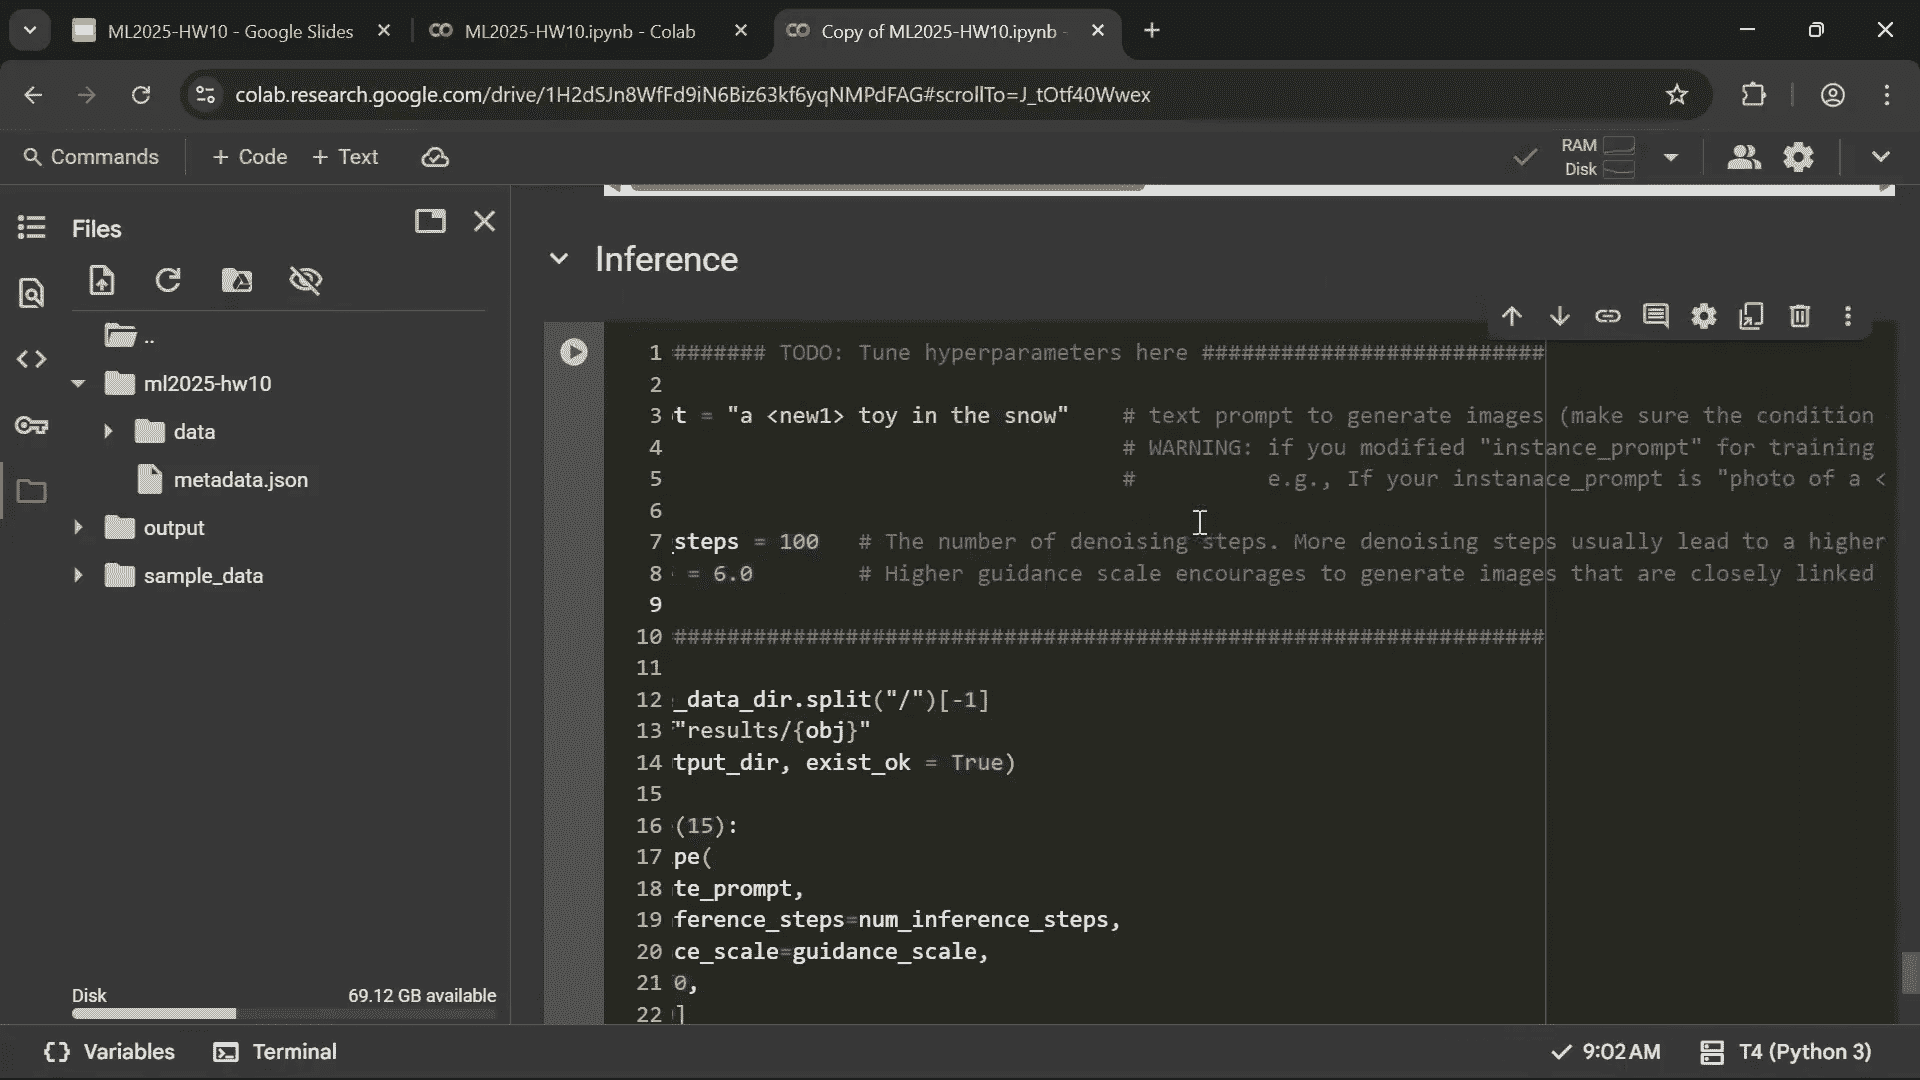 ML2025-HW10 - Google Slides
ML2025-HW10.ipynb - Colab
Copy of ML2025-HW10.ipynb -
colab.research.google.com/drive/1H2dSJn8WfFd9iN6Biz63kf6yqNMPdFAG#scrollTo=J_tOtf40Wwex
Commands
+ Code
+ Text
RAM
Disk
Files
..
ml2025-hw10
data
metadata.json
output
sample_data
Disk
69.12 GB available
Inference
1 ####### TODO: Tune hyperparameters here ##########################
2
3 t = "a <new1> toy in the snow"    # text prompt to generate images (make sure the condition
4 # WARNING: if you modified "instance_prompt" for training
5 #          e.g., If your instanace_prompt is "photo of a <
6
7 steps = 100   # The number of denoising steps. More denoising steps usually lead to a higher
8 = 6.0        # Higher guidance scale encourages to generate images that are closely linked
9
10 ##################################################################
11
12 _data_dir.split("/")[-1]
13 "results/{obj}"
14 tput_dir, exist_ok = True)
15
16 (15):
17 pe(
18 te_prompt,
19 ference_steps=num_inference_steps,
20 ce_scale=guidance_scale,
21 0,
22 ]
Variables
Terminal
9:02 AM
T4 (Python 3)